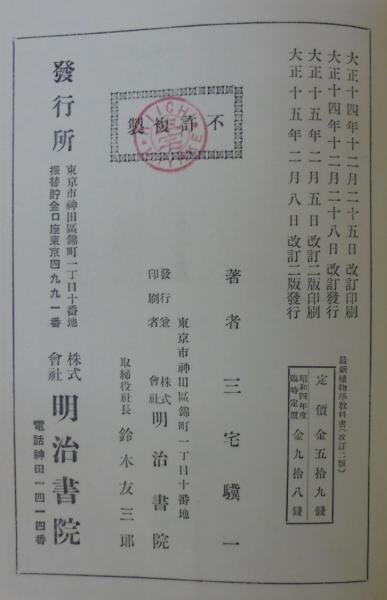 大正十四年十二月二十五日改訂印刷
大正十四年十二月二十八日改訂發行
大正十五年二月五日改訂二版印刷
大正十五年二月八日改訂二版發行
最新植物學教科書(改訂二版)
定價金五拾九錢
昭和四年度臨時定價 金九拾八錢
不許複製
著者 三宅驥一
東京市神田區錦町一丁目十番地
發行兼印刷者 株式會社 明治書院
取締役社長 鈴木友三郎
發行所
東京市神田區錦町一丁目十番地
振替貯金口座東京四九九一番
株式會社 明治書院
電話神田一四一四番